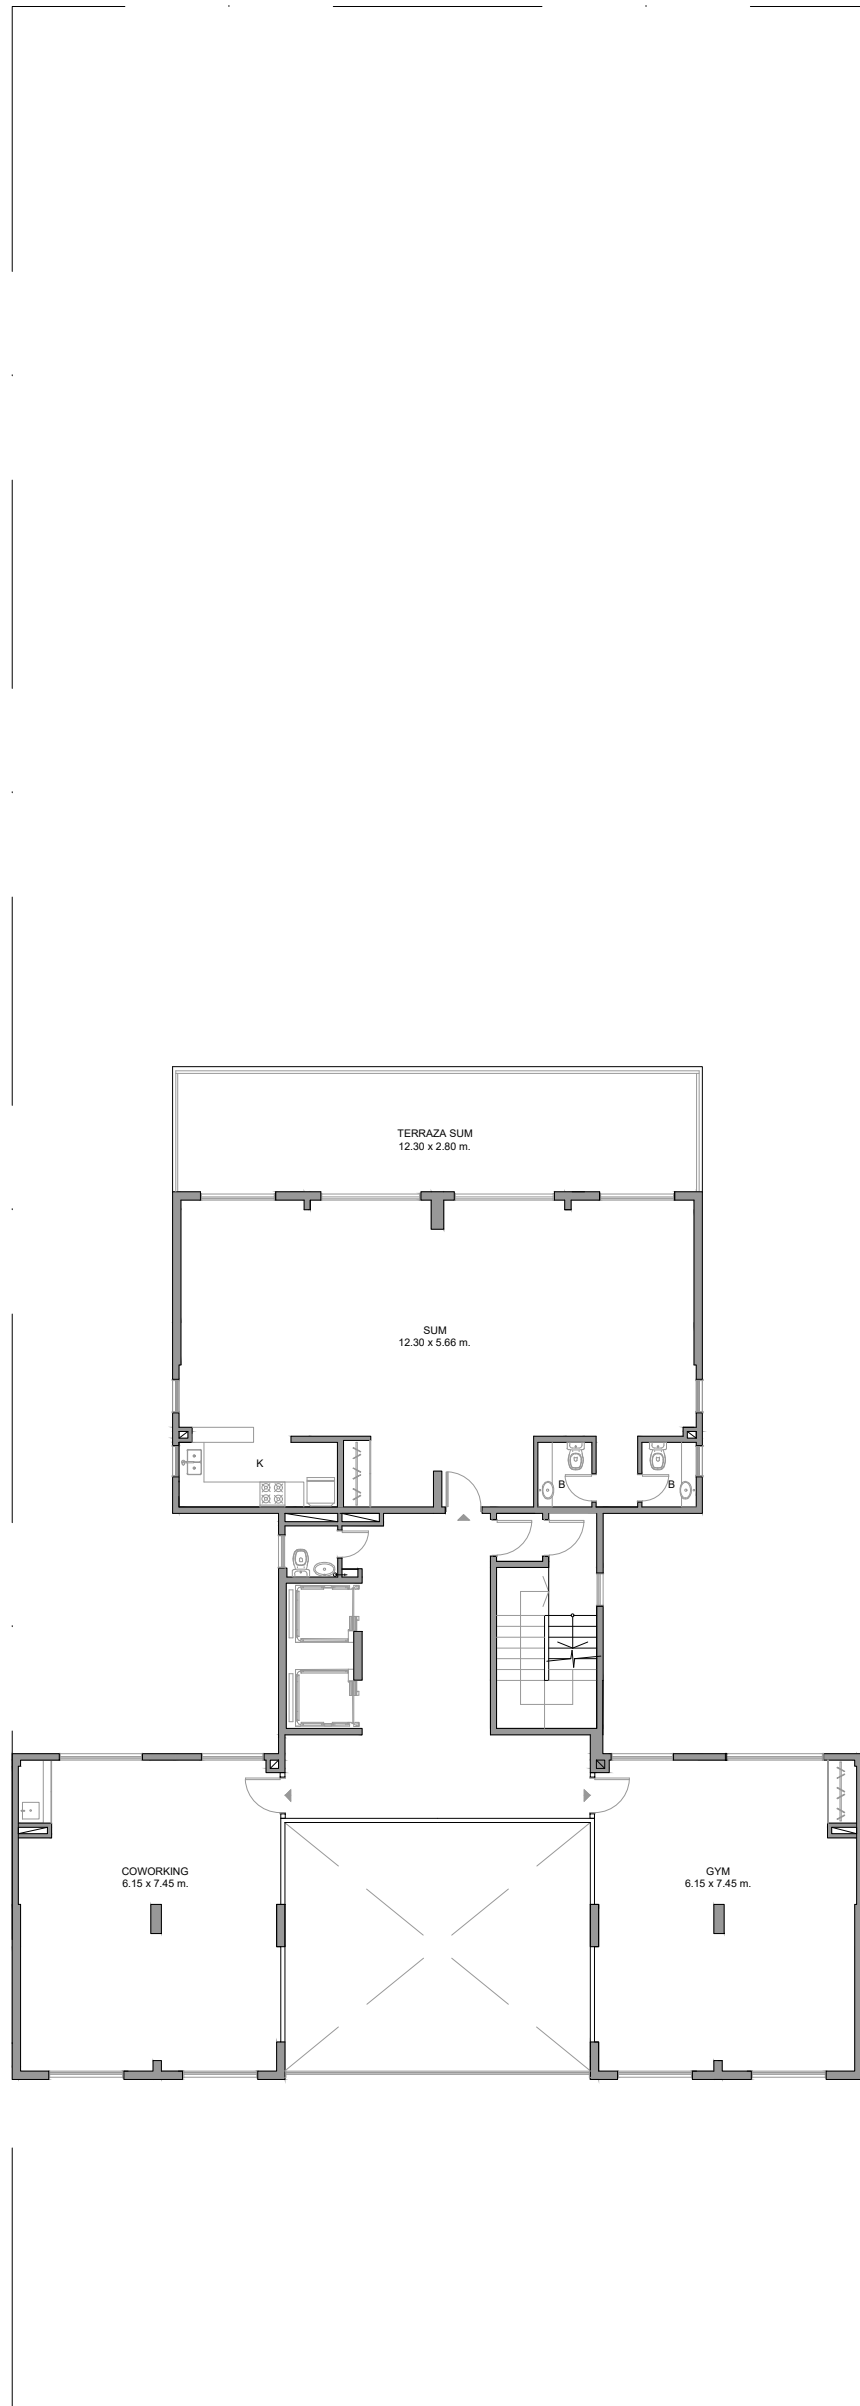 TERRAZA SUM
12.30 x 2.80 m.
SUM
12.30 x 5.66 m.
K
B
B
COWORKING
6.15 x 7.45 m.
GYM
6.15 x 7.45 m.